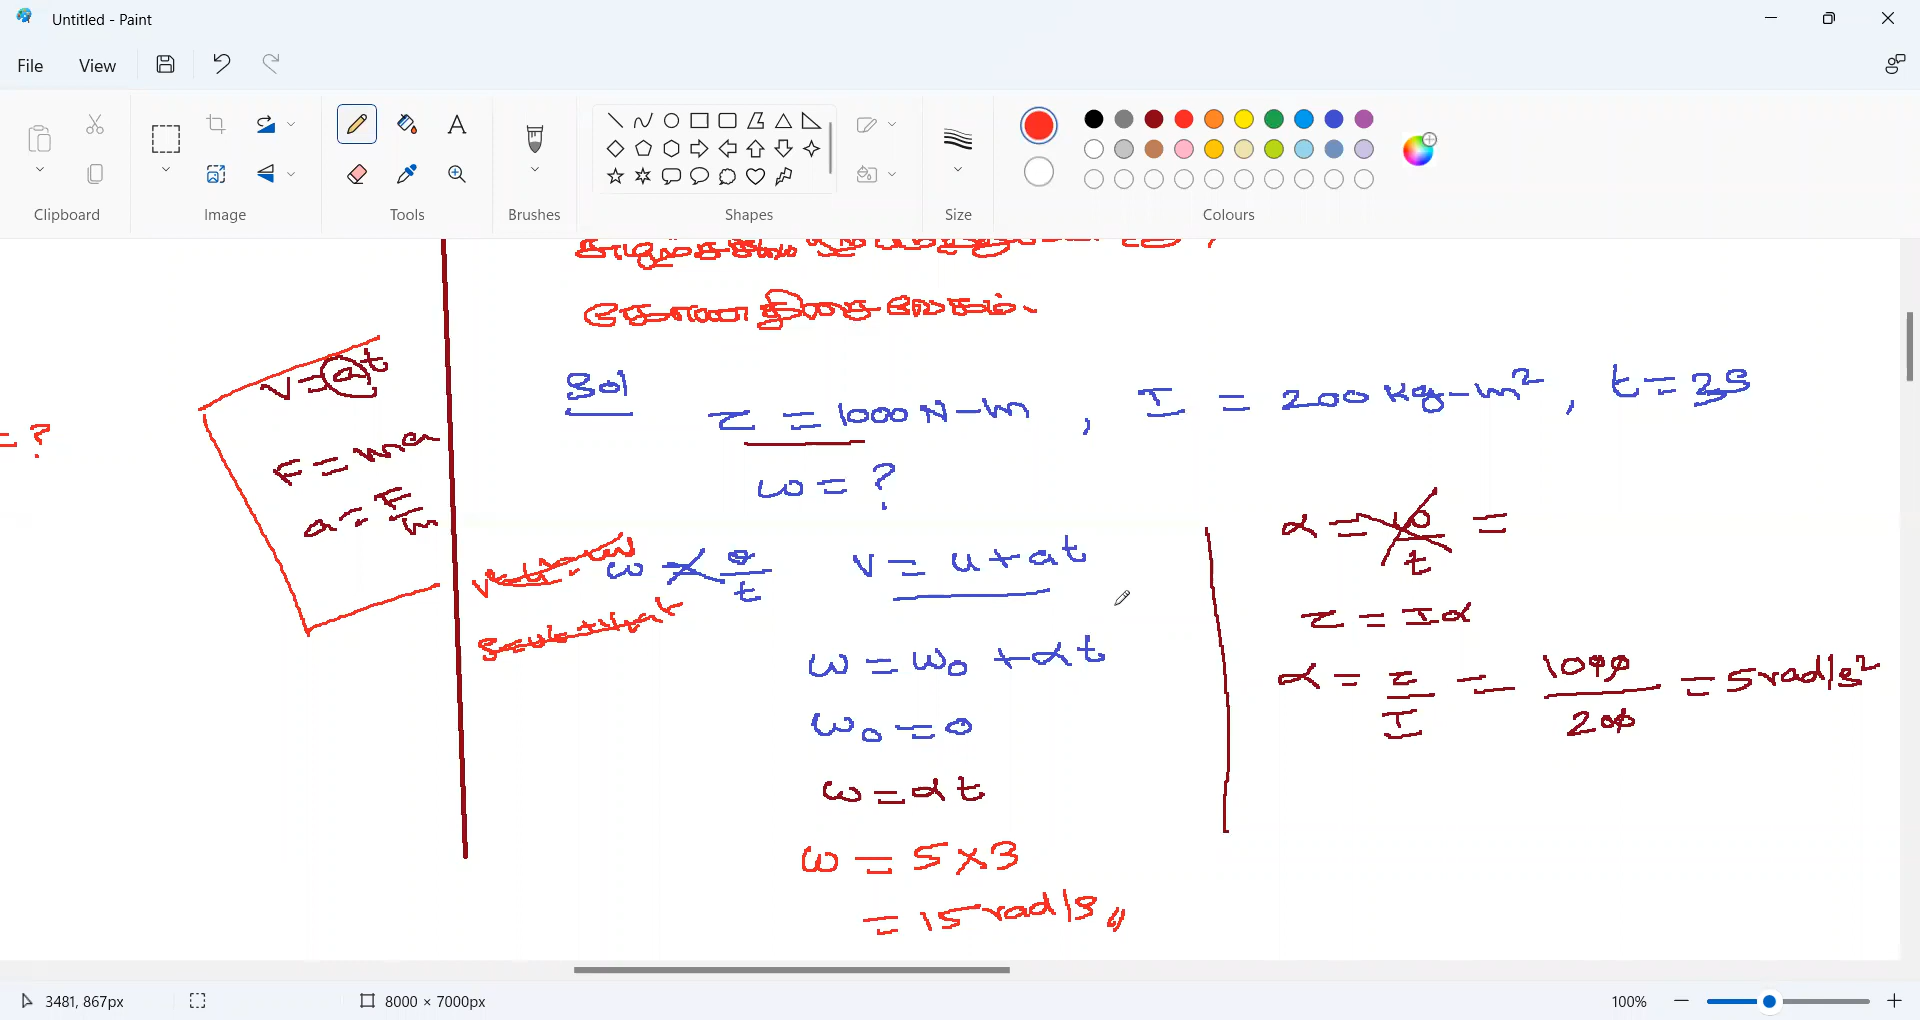 Untitled - Paint
File View
Clipboard Image Tools Brushes Shapes Size Colours
V = at
= ?
F = ma
a = F/m
Sol
τ = 1000 N-m , I = 200 kg-m² , t = 3s
ω = ?
ω = θ/t
v = u + at
ω = ω₀ + αt
ω₀ = 0
ω = αt
ω = 5 × 3
= 15 rad/s
α = ω/t =
τ = Iα
α = τ/I = 1000/200 = 5 rad/s²
3481, 867px 8000 × 7000px 100%